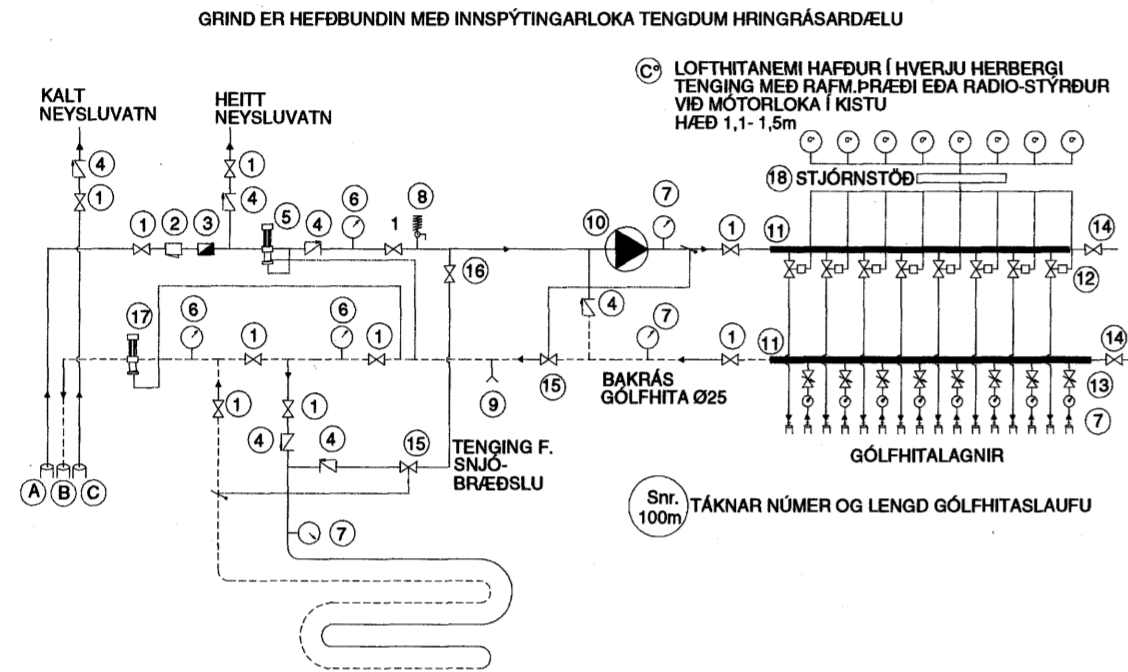 GRIND ER HEFÐBUNDIN MEÐ INNSPÝTINGARLOKA TENGDUM HRINGRÁSARDÆLU
C° LOFTHITANEMI HAFÐUR Í HVERJU HERBERGI
TENGING MEÐ RAFM.ÞRÆÐI EÐA RADIO-STÝRÐUR
VIÐ MÓTORLOKA Í KISTU
HÆÐ 1,1- 1,5m
KALT
NEYSLUVATN
HEITT
NEYSLUVATN
C° C° C° C° C° C° C° C°
4 1 6 8 7
18 STJÓRNSTÖÐ
1 4
1 2 3 5 4 1 10 1 11 14
16 12
17 6 1 6 1 4 7 1 11 14
15
BAKRÁS
GÓLFHITA Ø25
9 13
1 1 7
4 4 15
TENGING F.
SNJÓ-
BRÆÐSLU
GÓLFHITALAGNIR
A B C
Snr.
100m
TÁKNAR NÚMER OG LENGD GÓLFHITASLAUFU
7